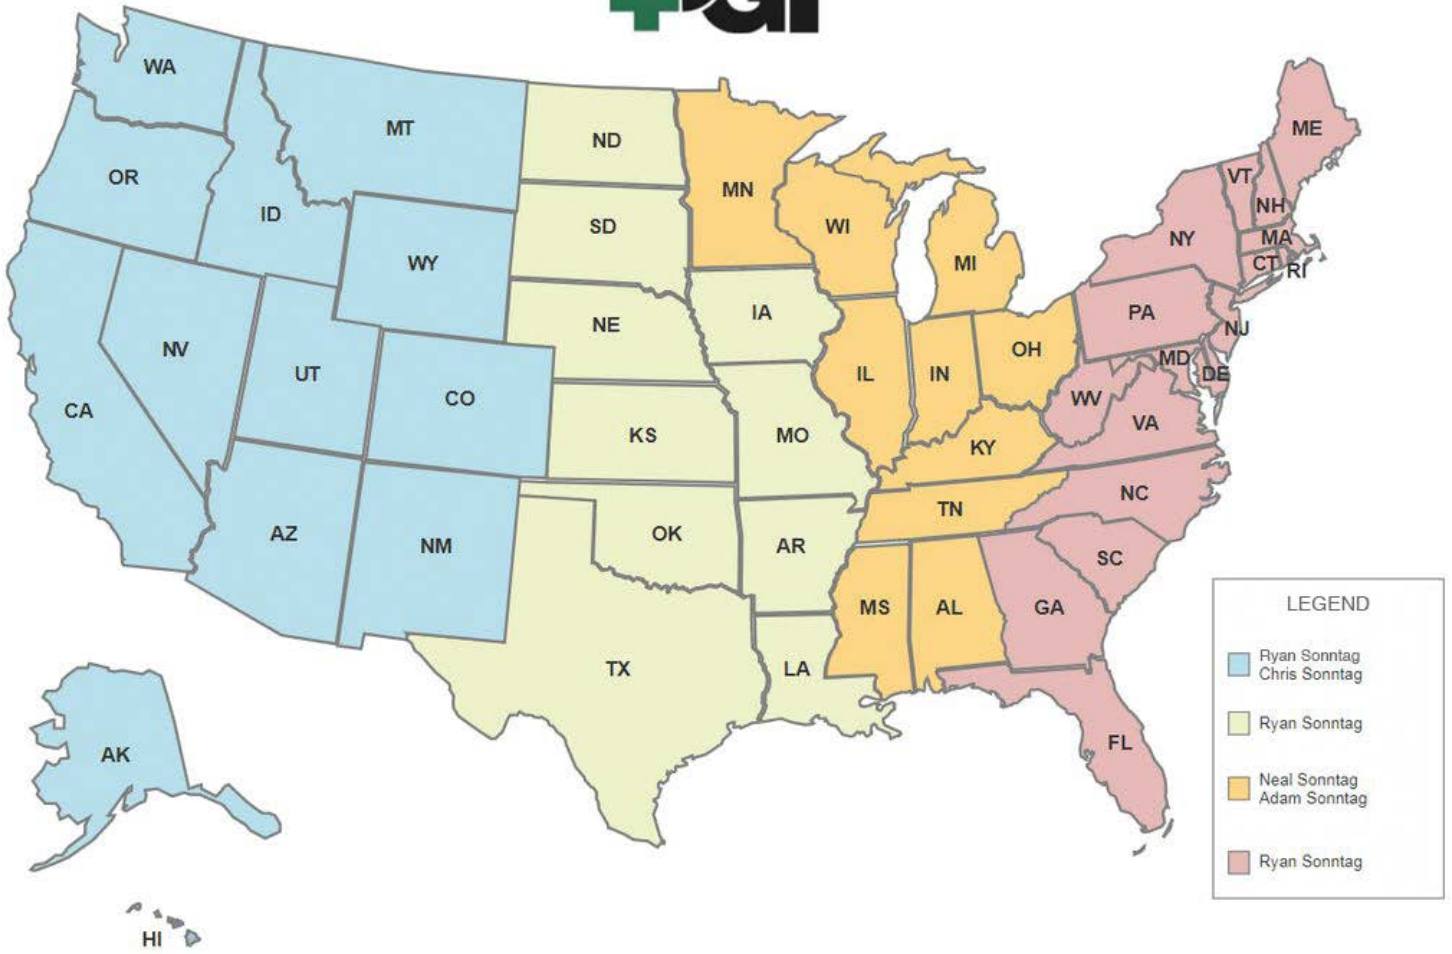 GI
WA
MT
ND
MN
ME
OR
ID
SD
WI
VT
NH
NY
MA
WY
MI
CT
RI
IA
PA
NE
NJ
NV
UT
CO
IL
IN
OH
MD
DE
CA
KS
MO
KY
WV
VA
AZ
NM
OK
AR
TN
NC
SC
MS
AL
GA
TX
LA
FL
AK
HI
LEGEND
Ryan Sonntag
Chris Sonntag
Ryan Sonntag
Neal Sonntag
Adam Sonntag
Ryan Sonntag